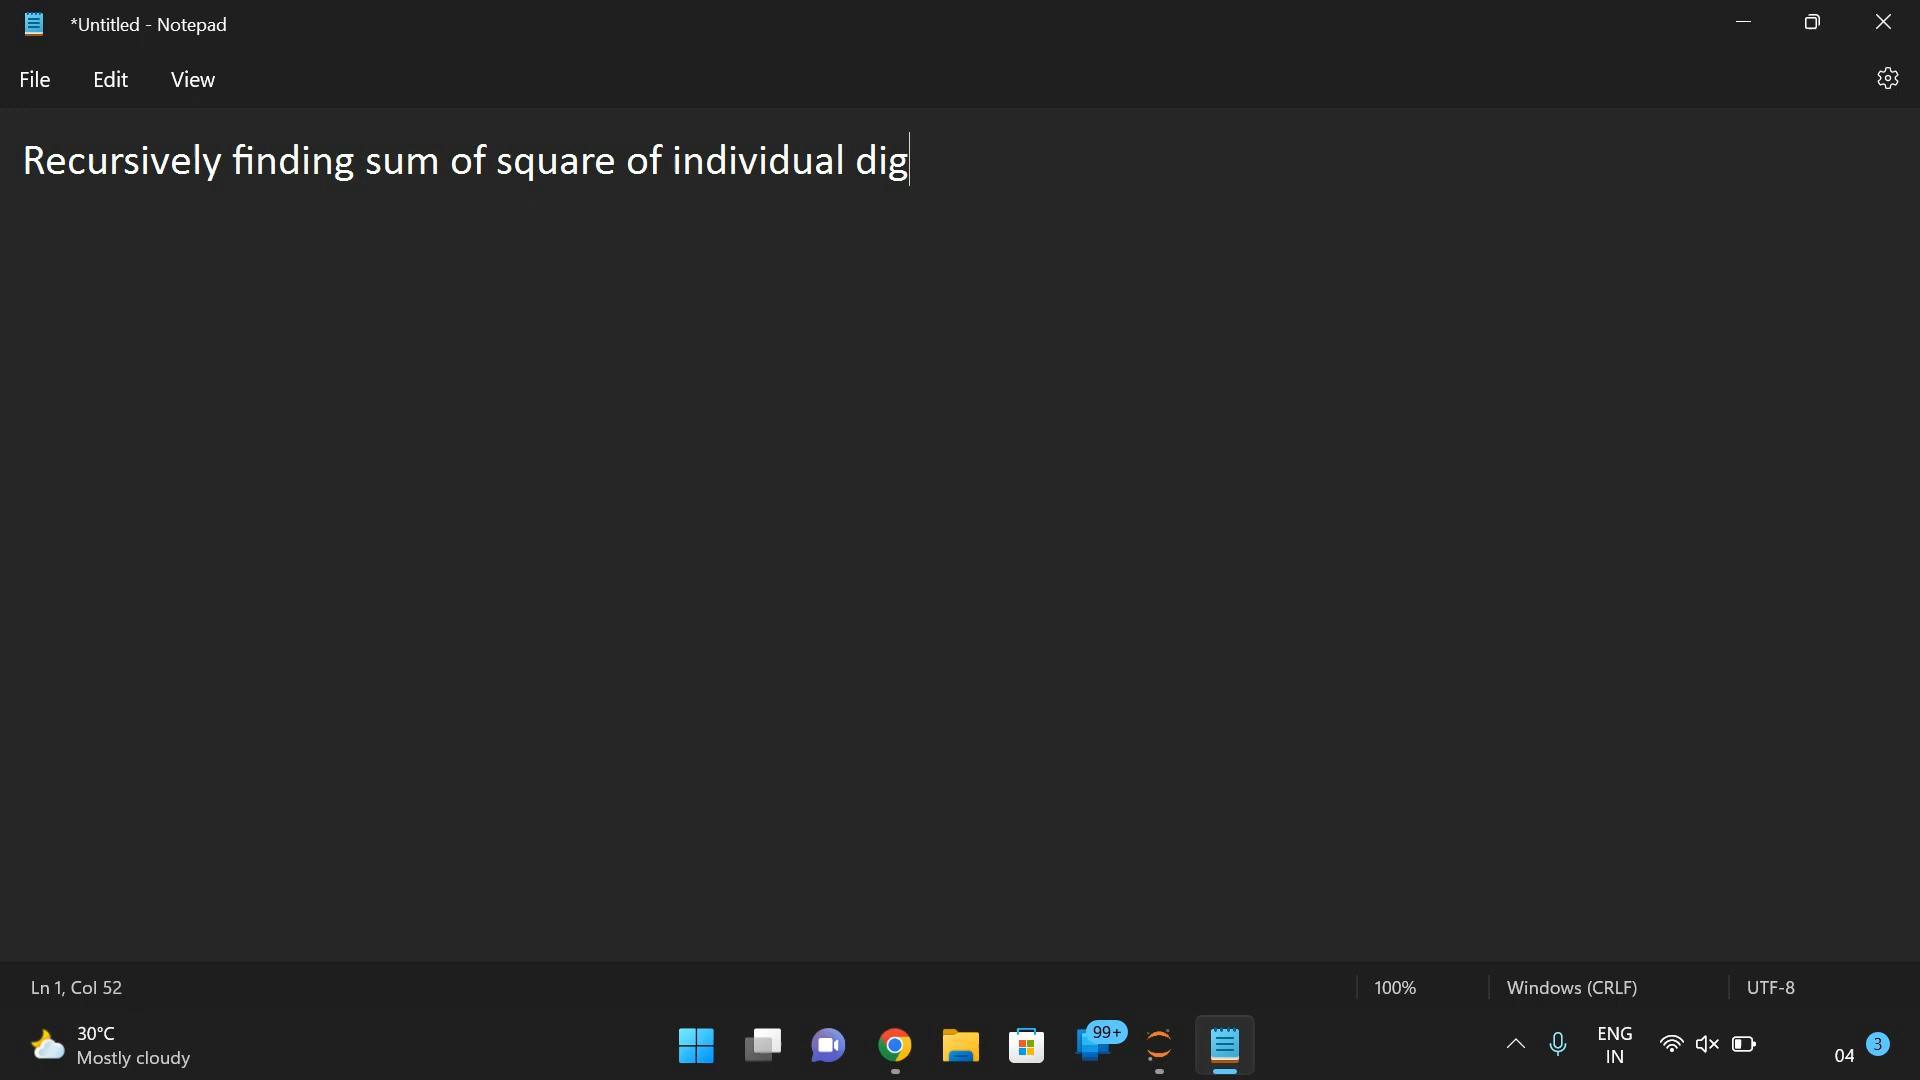 *Untitled - Notepad
File Edit View
Recursively finding sum of square of individual dig
Ln 1, Col 52 100% Windows (CRLF) UTF-8
30°C
Mostly cloudy
99+
ENG
IN
04 3